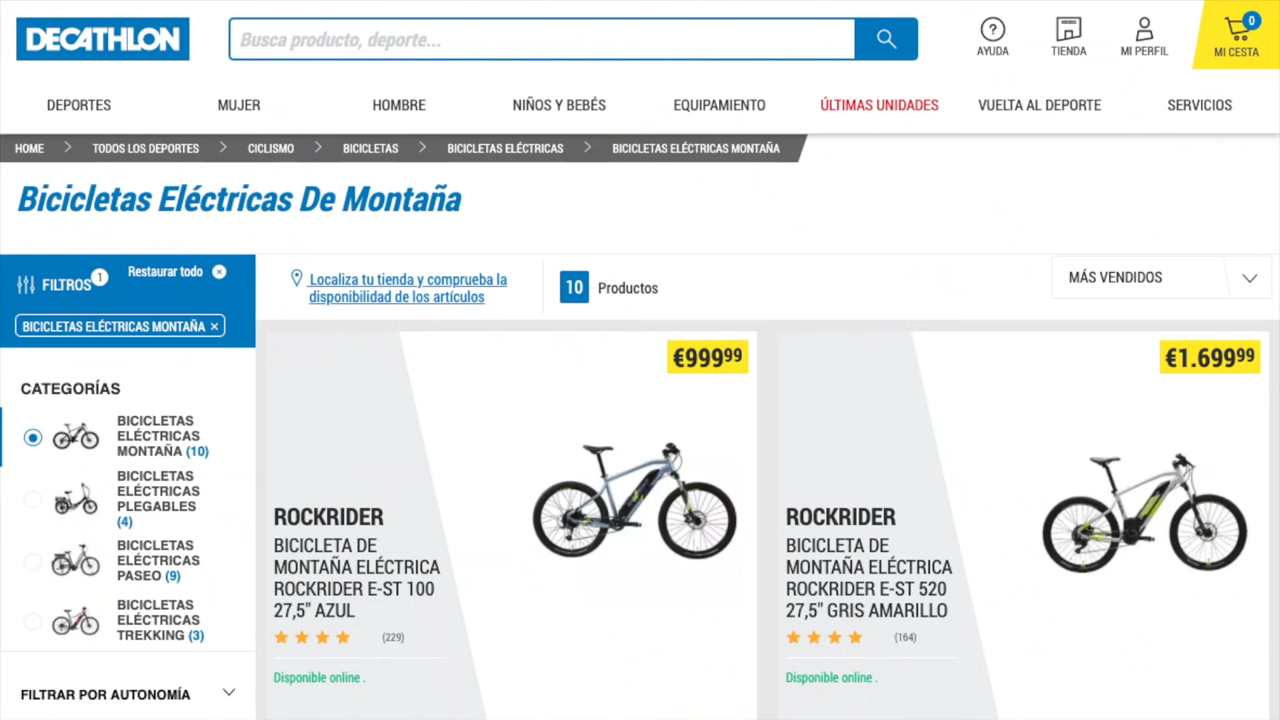 DECATHLON
Busca producto, deporte...
AYUDA
TIENDA
MI PERFIL
0
MI CESTA
DEPORTES
MUJER
HOMBRE
NIÑOS Y BEBÉS
EQUIPAMIENTO
ÚLTIMAS UNIDADES
VUELTA AL DEPORTE
SERVICIOS
HOME
TODOS LOS DEPORTES
CICLISMO
BICICLETAS
BICICLETAS ELÉCTRICAS
BICICLETAS ELÉCTRICAS MONTAÑA
Bicicletas Eléctricas De Montaña
FILTROS
1
Restaurar todo
BICICLETAS ELÉCTRICAS MONTAÑA ×
Localiza tu tienda y comprueba la
disponibilidad de los artículos
10 Productos
MÁS VENDIDOS
CATEGORÍAS
BICICLETAS
ELÉCTRICAS
MONTAÑA (10)
BICICLETAS
ELÉCTRICAS
PLEGABLES
(4)
BICICLETAS
ELÉCTRICAS
PASEO (9)
BICICLETAS
ELÉCTRICAS
TREKKING (3)
FILTRAR POR AUTONOMÍA
€99999
ROCKRIDER
BICICLETA DE
MONTAÑA ELÉCTRICA
ROCKRIDER E-ST 100
27,5" AZUL
(229)
Disponible online .
€1.69999
ROCKRIDER
BICICLETA DE
MONTAÑA ELÉCTRICA
ROCKRIDER E-ST 520
27,5" GRIS AMARILLO
(164)
Disponible online .